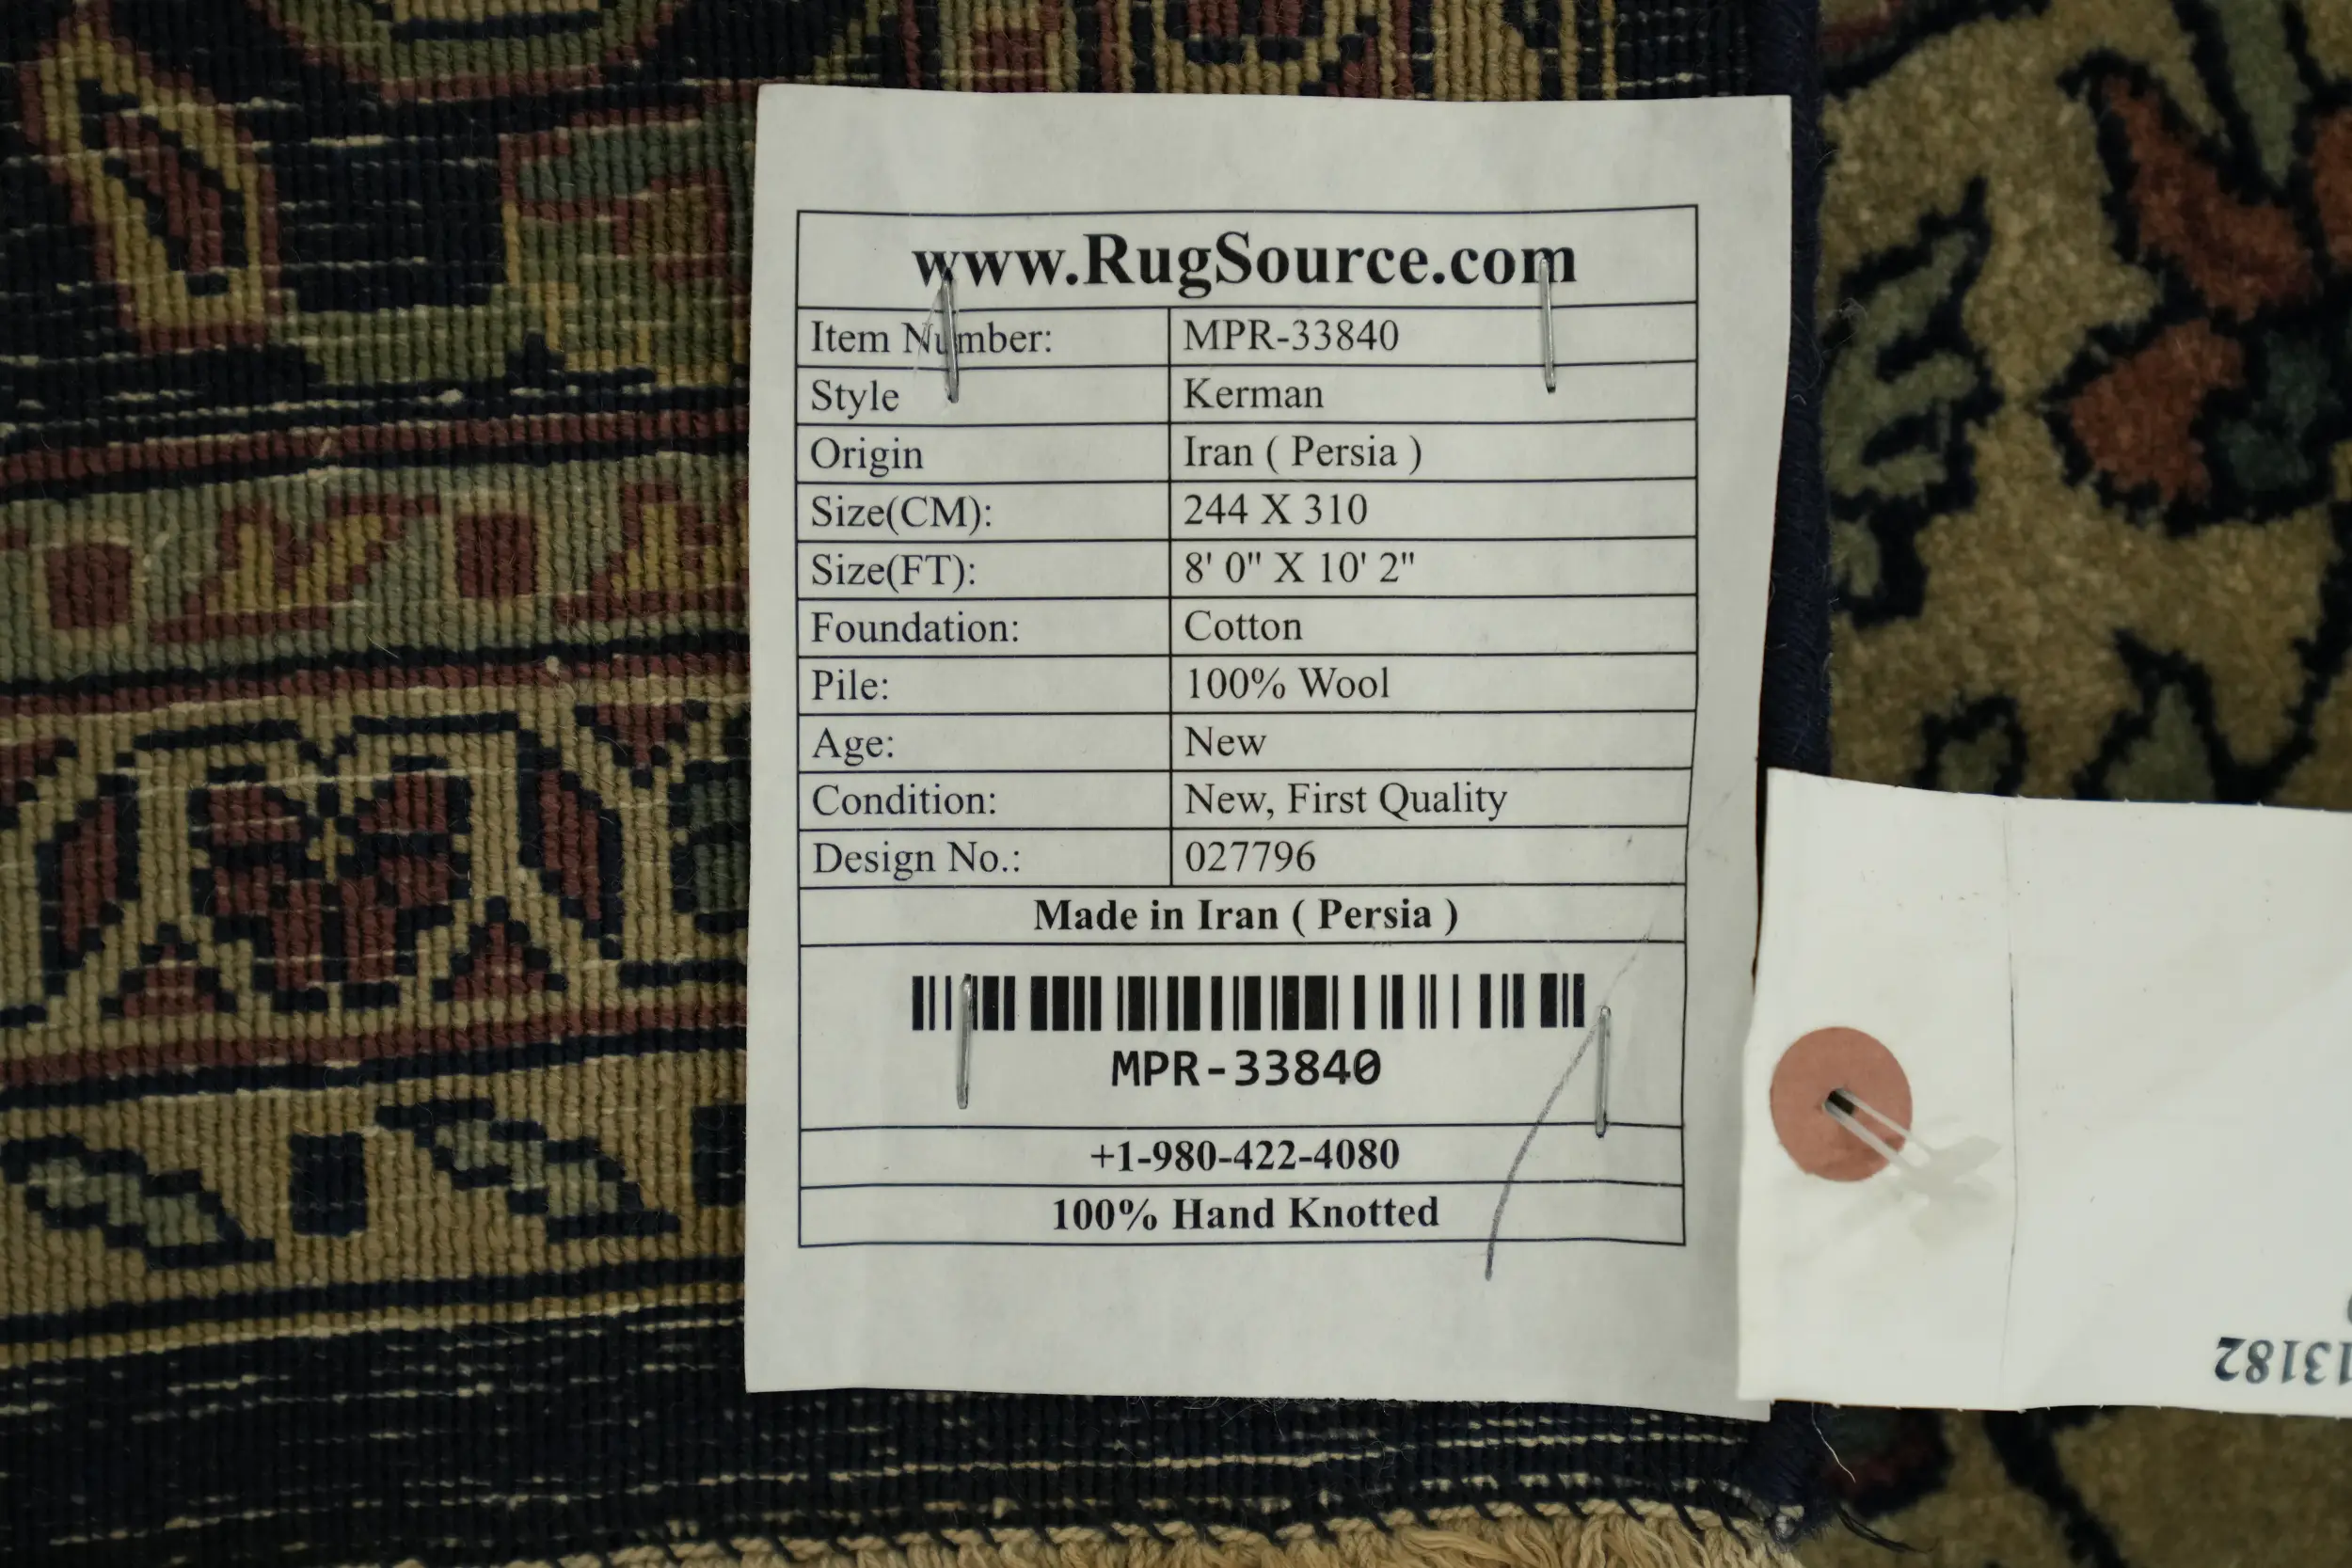 www.RugSource.com
Item Number: MPR-33840
Style Kerman
Origin Iran ( Persia )
Size(CM): 244 X 310
Size(FT): 8' 0" X 10' 2"
Foundation: Cotton
Pile: 100% Wool
Age: New
Condition: New, First Quality
Design No.: 027796
Made in Iran ( Persia )
MPR-33840
+1-980-422-4080
100% Hand Knotted
13182